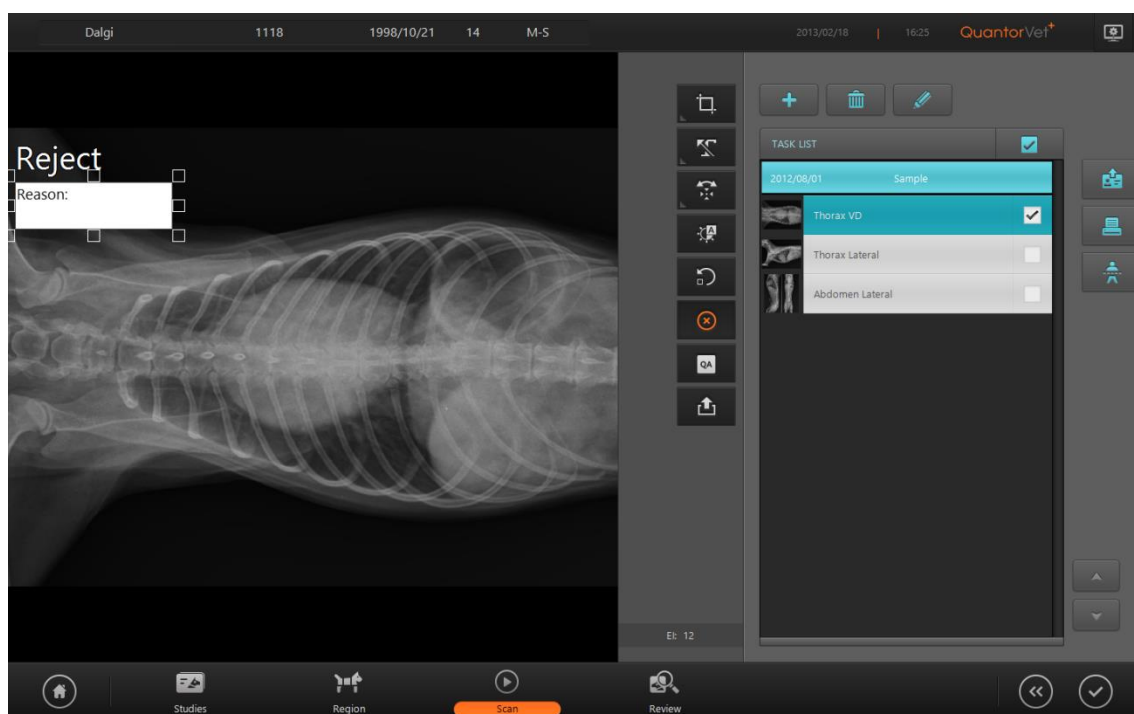 Dalgi 1118 1998/10/21 14 M-S 2013/02/18 | 16:25 QuantorVet+
Reject
Reason:
TASK LIST
2012/08/01 Sample
Thorax VD
Thorax Lateral
Abdomen Lateral
A
QA
EI: 12
Studies Region Scan Review